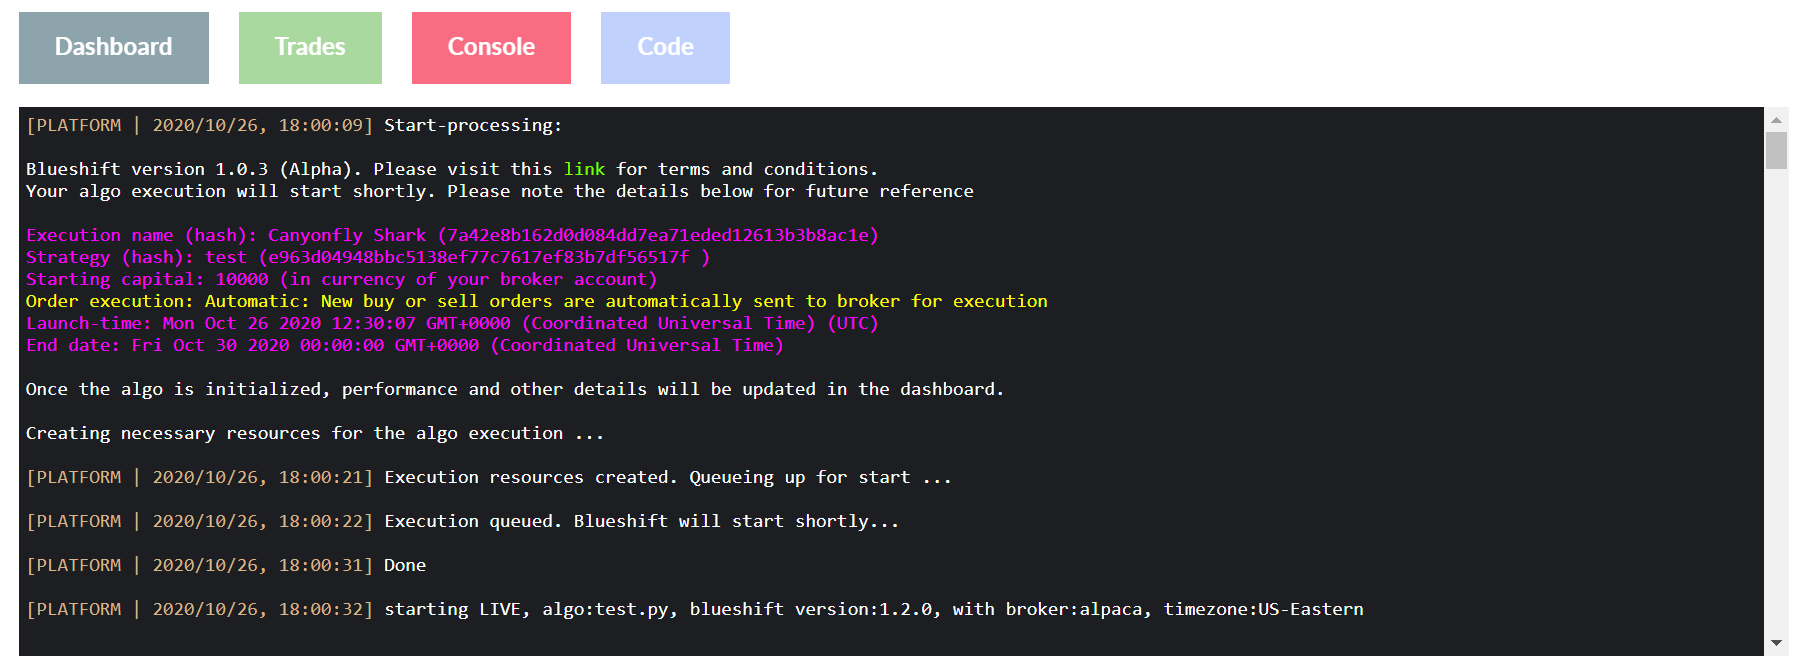 Dashboard Trades Console Code
[PLATFORM | 2020/10/26, 18:00:09] Start-processing:
Blueshift version 1.0.3 (Alpha). Please visit this link for terms and conditions.
Your algo execution will start shortly. Please note the details below for future reference
Execution name (hash): Canyonfly Shark (7a42e8b162d0d084dd7ea71eded12613b3b8ac1e)
Strategy (hash): test (e963d04948bbc5138ef77c7617ef83b7df56517f )
Starting capital: 10000 (in currency of your broker account)
Order execution: Automatic: New buy or sell orders are automatically sent to broker for execution
Launch-time: Mon Oct 26 2020 12:30:07 GMT+0000 (Coordinated Universal Time) (UTC)
End date: Fri Oct 30 2020 00:00:00 GMT+0000 (Coordinated Universal Time)
Once the algo is initialized, performance and other details will be updated in the dashboard.
Creating necessary resources for the algo execution ...
[PLATFORM | 2020/10/26, 18:00:21] Execution resources created. Queueing up for start ...
[PLATFORM | 2020/10/26, 18:00:22] Execution queued. Blueshift will start shortly...
[PLATFORM | 2020/10/26, 18:00:31] Done
[PLATFORM | 2020/10/26, 18:00:32] starting LIVE, algo:test.py, blueshift version:1.2.0, with broker:alpaca, timezone:US-Eastern